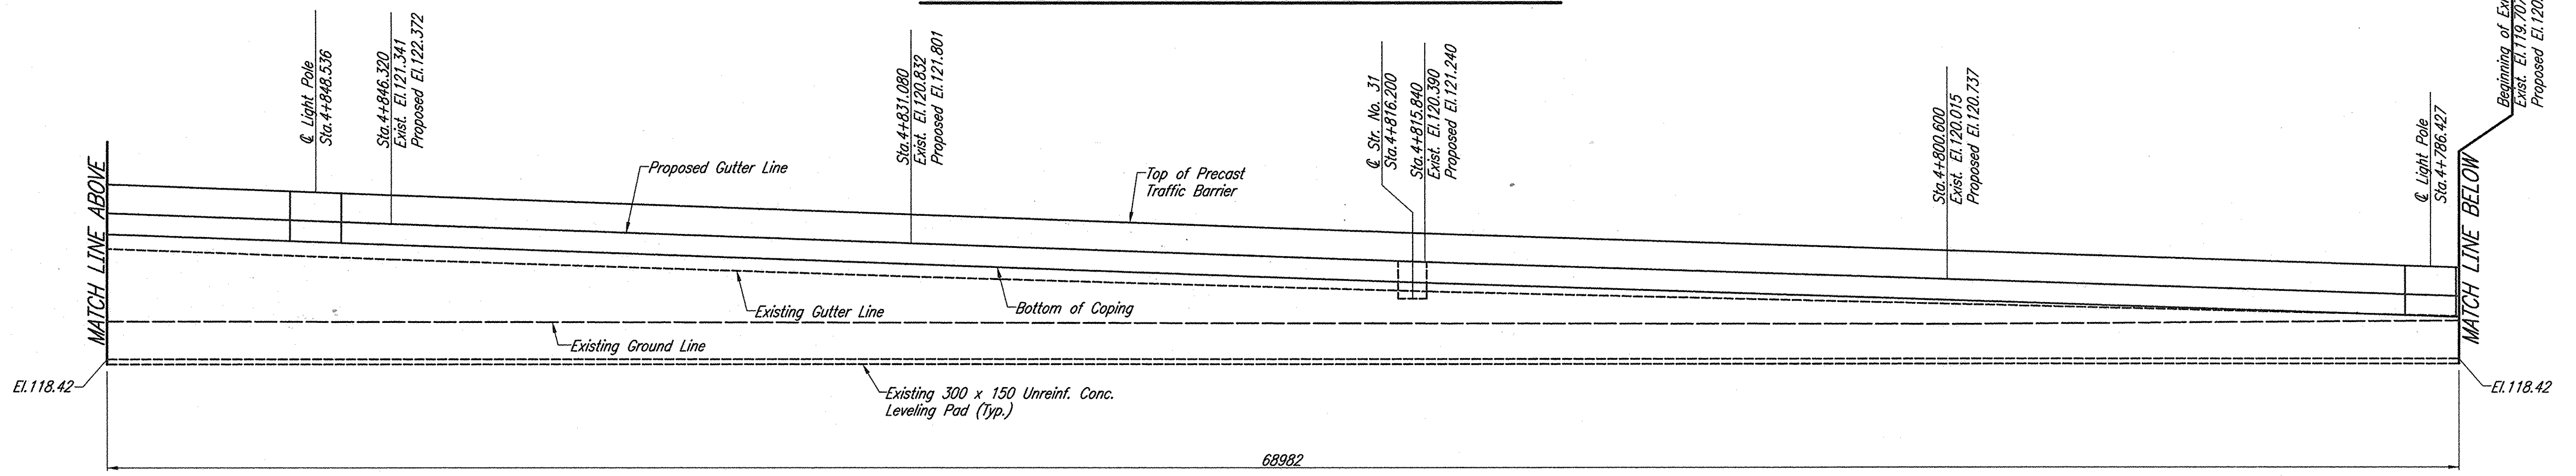 ℄ Light Pole
Sta.4+848.536
Sta.4+846.320
Exist. El.121.341
Proposed El.122.372
Sta.4+831.080
Exist. El.120.832
Proposed El.121.801
℄ Str. No. 31
Sta.4+816.200
Sta.4+815.840
Exist. El.120.390
Proposed El.121.240
Sta.4+800.600
Exist. El.120.015
Proposed El.120.737
℄ Light Pole
Sta.4+786.427
Beginning of
Exist. El.119.707
Proposed El.120.
MATCH LINE ABOVE
Proposed Gutter Line
Top of Precast
Traffic Barrier
MATCH LINE BELOW
Existing Gutter Line
Bottom of Coping
Existing Ground Line
El.118.42
Existing 300 x 150 Unreinf. Conc.
Leveling Pad (Typ.)
El.118.42
68982